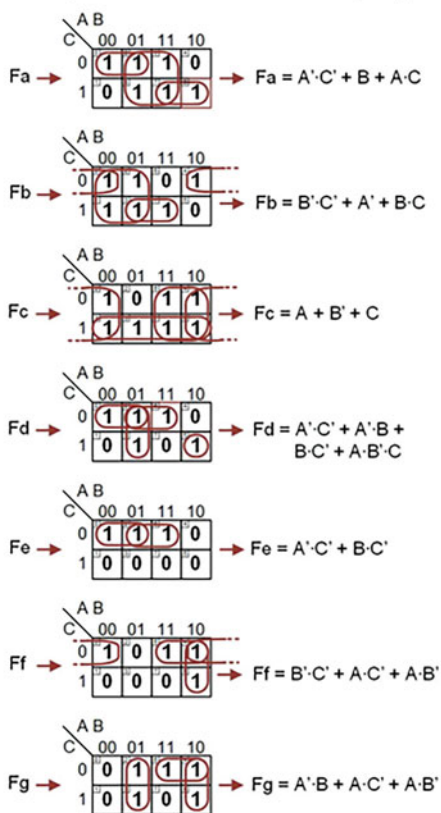 A B
C 00 01 11 10
0 1 1 1 0
Fa Fa = A'·C' + B + A·C
1 0 1 1 1
A B
C 00 01 11 10
0 1 1 0 1
Fb Fb = B'·C' + A' + B·C
1 1 1 1 0
A B
C 00 01 11 10
0 1 0 1 1
Fc Fc = A + B' + C
1 1 1 1 1
A B
C 00 01 11 10
0 1 1 1 0
Fd Fd = A'·C' + A'·B +
B·C' + A·B'·C
1 0 1 0 1
A B
C 00 01 11 10
0 1 1 1 0
Fe Fe = A'·C' + B·C'
1 0 0 0 0
A B
C 00 01 11 10
0 1 0 1 1
Ff Ff = B'·C' + A·C' + A·B'
1 0 0 0 1
A B
C 00 01 11 10
0 0 1 1 1
Fg Fg = A'·B + A·C' + A·B'
1 0 1 0 1